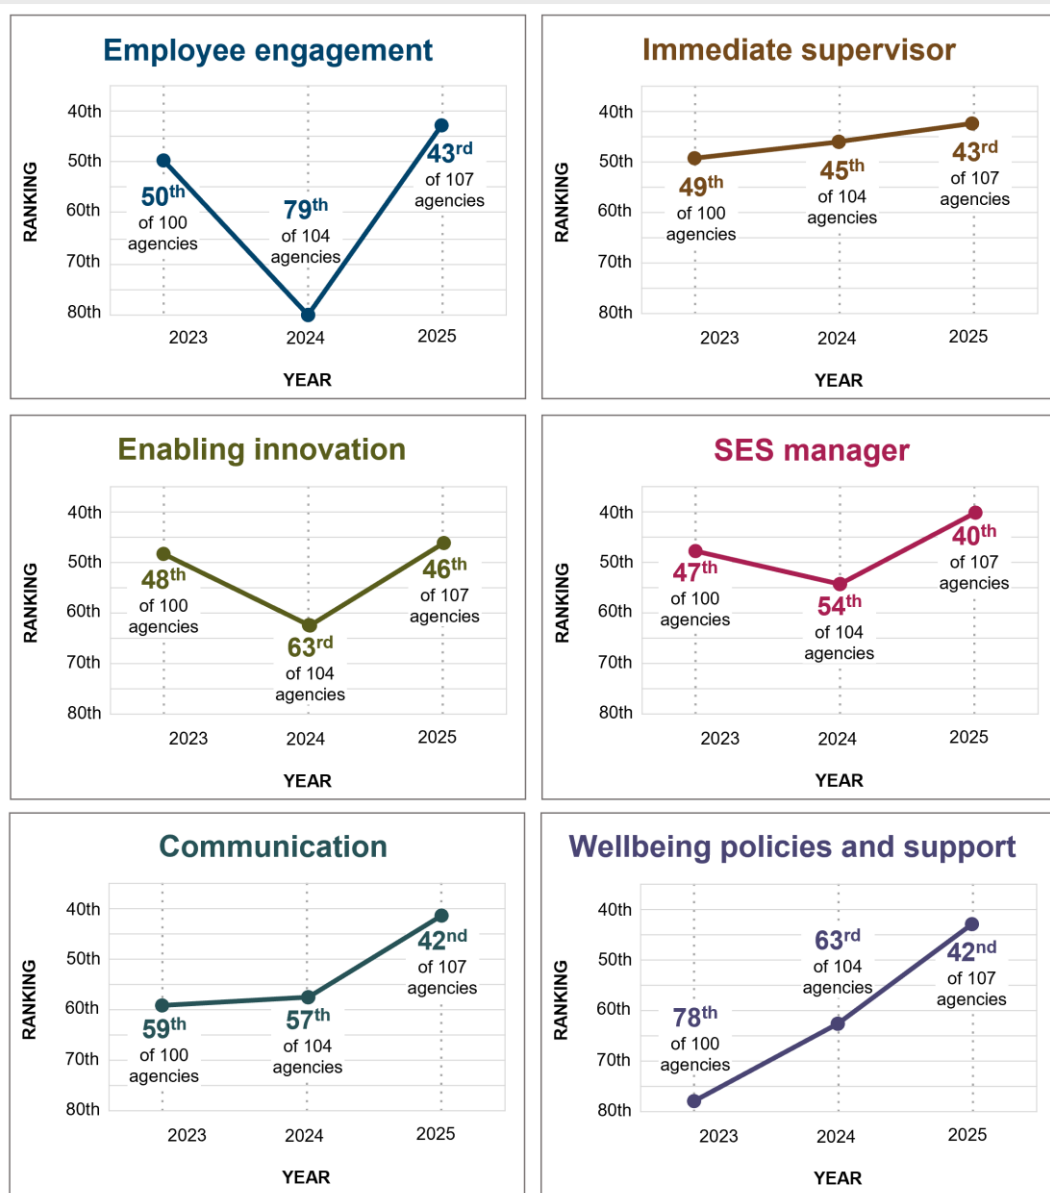 Employee engagement
RANKING
40th
50th
60th
70th
80th
50th
of 100
agencies
79th
of 104
agencies
43rd
of 107
agencies
2023
2024
2025
YEAR
Immediate supervisor
RANKING
40th
50th
60th
70th
80th
49th
of 100
agencies
45th
of 104
agencies
43rd
of 107
agencies
2023
2024
2025
YEAR
Enabling innovation
RANKING
40th
50th
60th
70th
80th
48th
of 100
agencies
63rd
of 104
agencies
46th
of 107
agencies
2023
2024
2025
YEAR
SES manager
RANKING
40th
50th
60th
70th
80th
47th
of 100
agencies
54th
of 104
agencies
40th
of 107
agencies
2023
2024
2025
YEAR
Communication
RANKING
40th
50th
60th
70th
80th
59th
of 100
agencies
57th
of 104
agencies
42nd
of 107
agencies
2023
2024
2025
YEAR
Wellbeing policies and support
RANKING
40th
50th
60th
70th
80th
78th
of 100
agencies
63rd
of 104
agencies
42nd
of 107
agencies
2023
2024
2025
YEAR